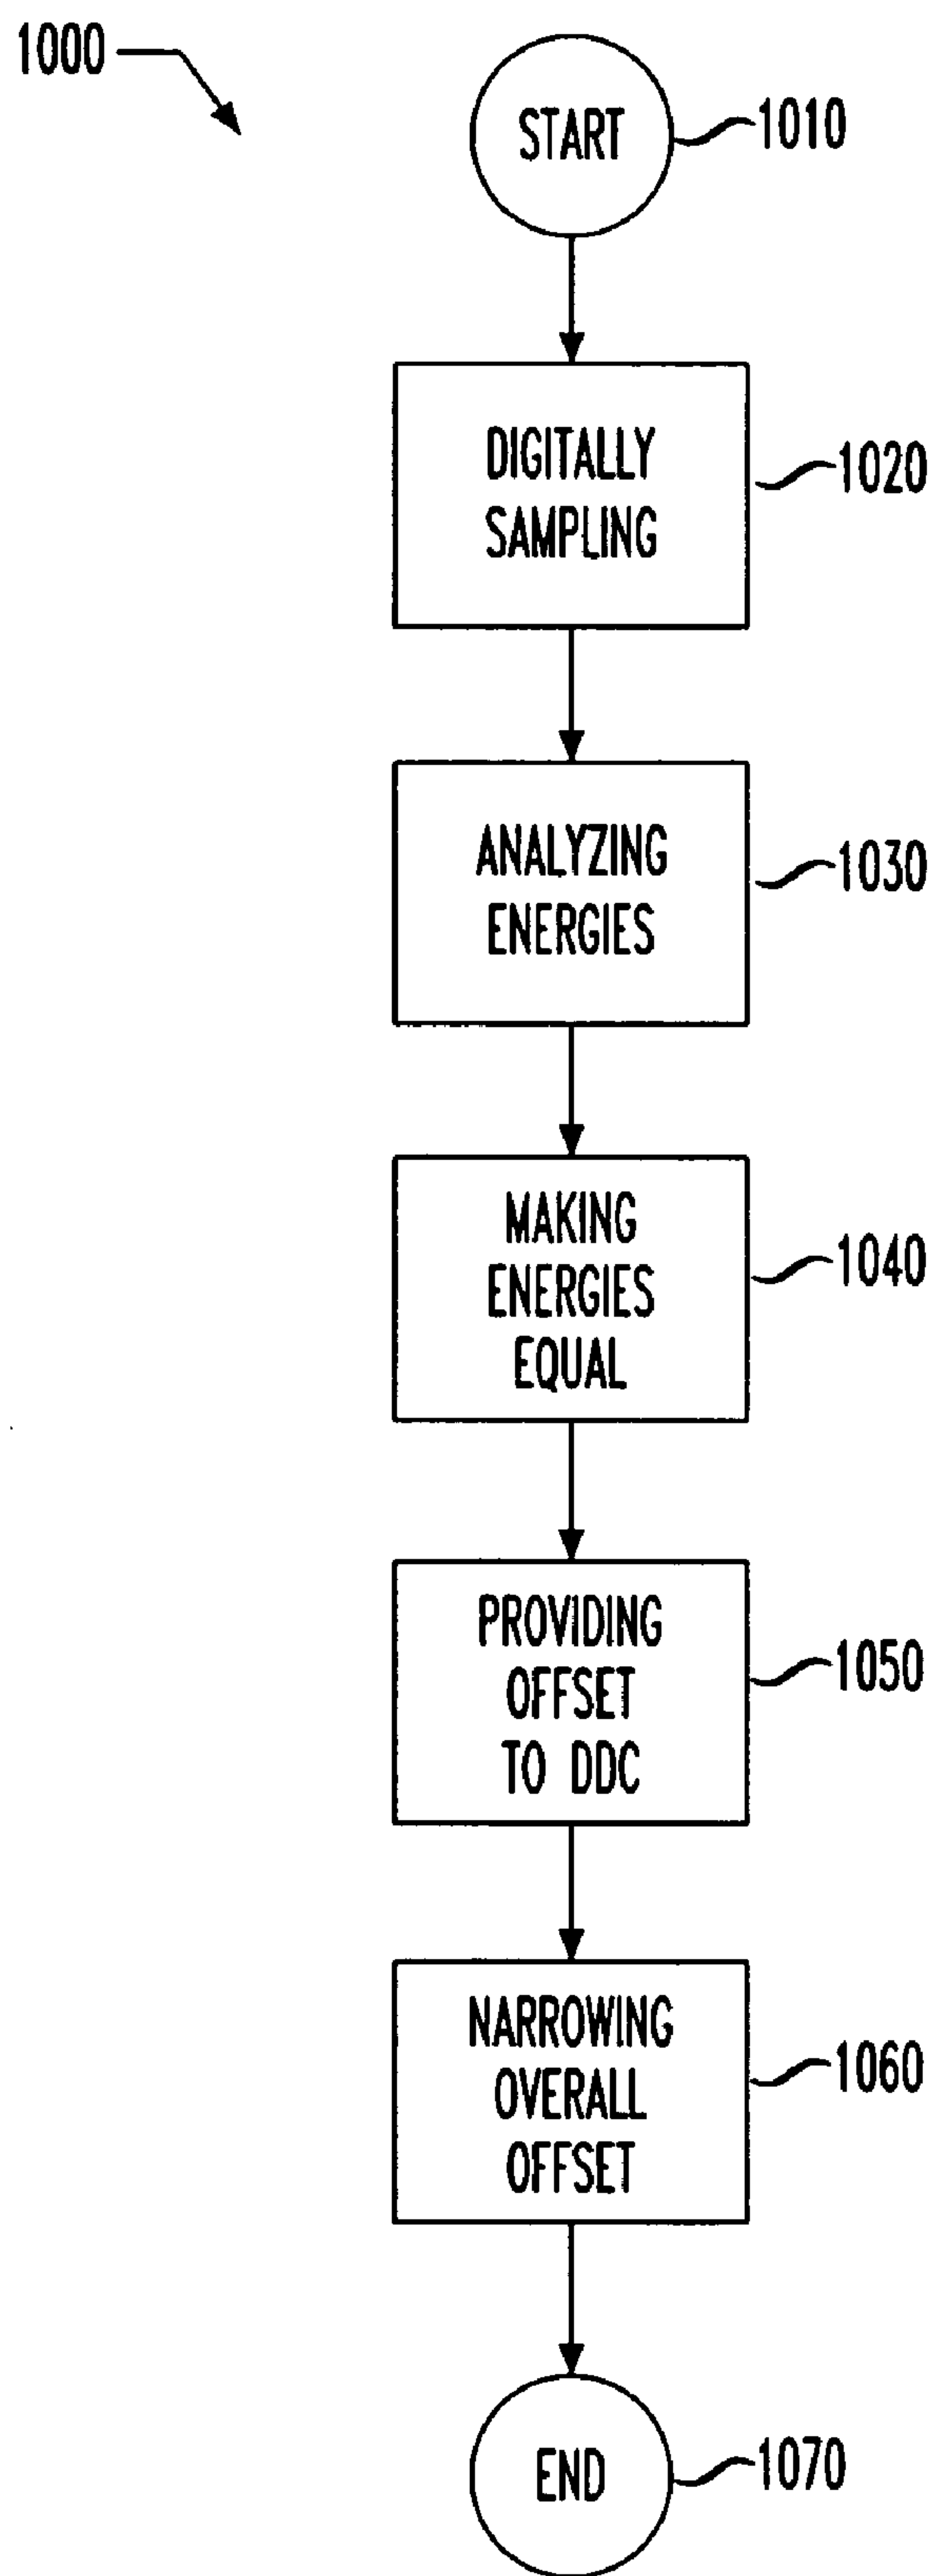 1000
START
1010
DIGITALLY
SAMPLING
1020
ANALYZING
ENERGIES
1030
MAKING
ENERGIES
EQUAL
1040
PROVIDING
OFFSET
TO DDC
1050
NARROWING
OVERALL
OFFSET
1060
END
1070